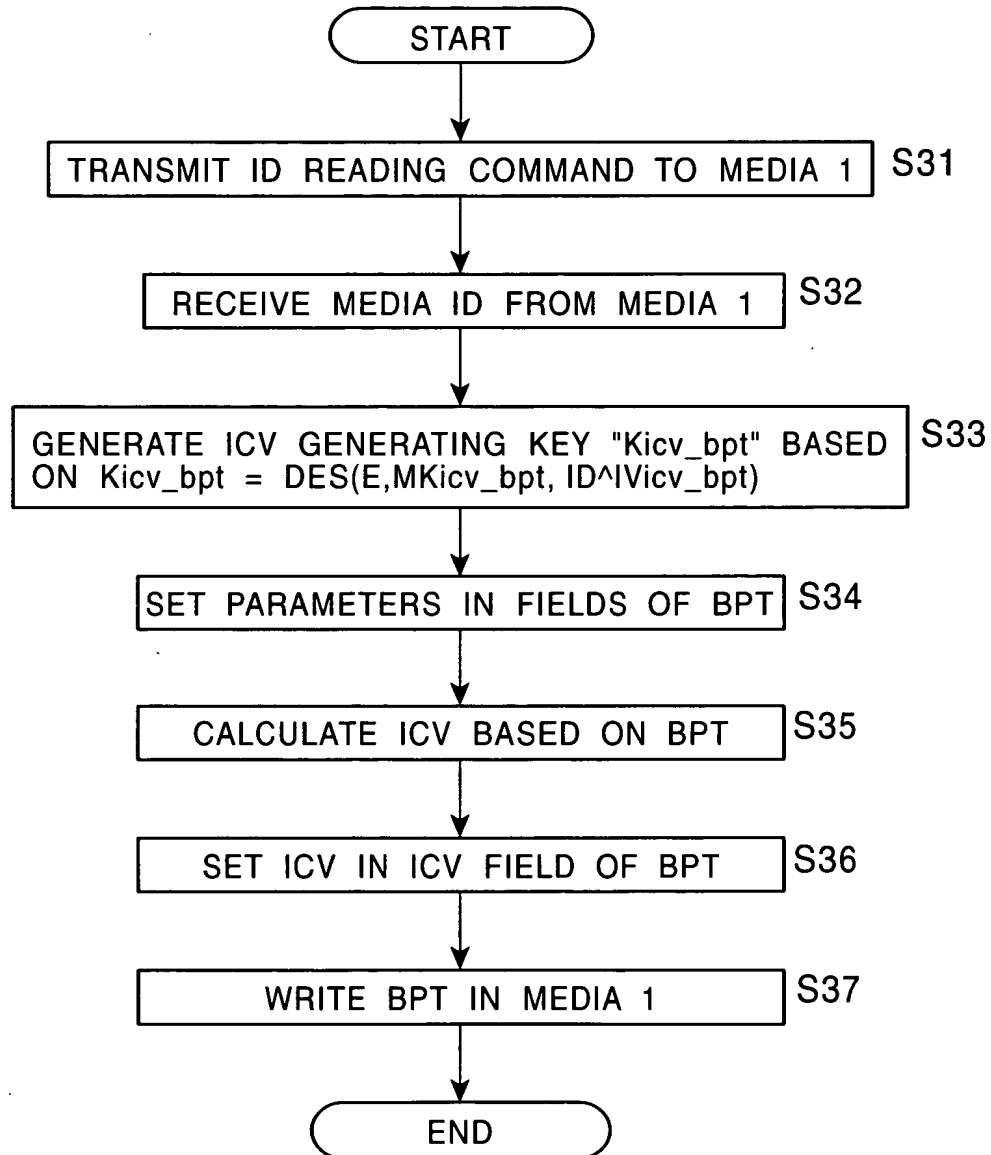 START
TRANSMIT ID READING COMMAND TO MEDIA 1
S31
RECEIVE MEDIA ID FROM MEDIA 1
S32
GENERATE ICV GENERATING KEY "Kicv_bpt" BASED
ON Kicv_bpt = DES(E,MKicv_bpt, ID^IVicv_bpt)
S33
SET PARAMETERS IN FIELDS OF BPT
S34
CALCULATE ICV BASED ON BPT
S35
SET ICV IN ICV FIELD OF BPT
S36
WRITE BPT IN MEDIA 1
S37
END